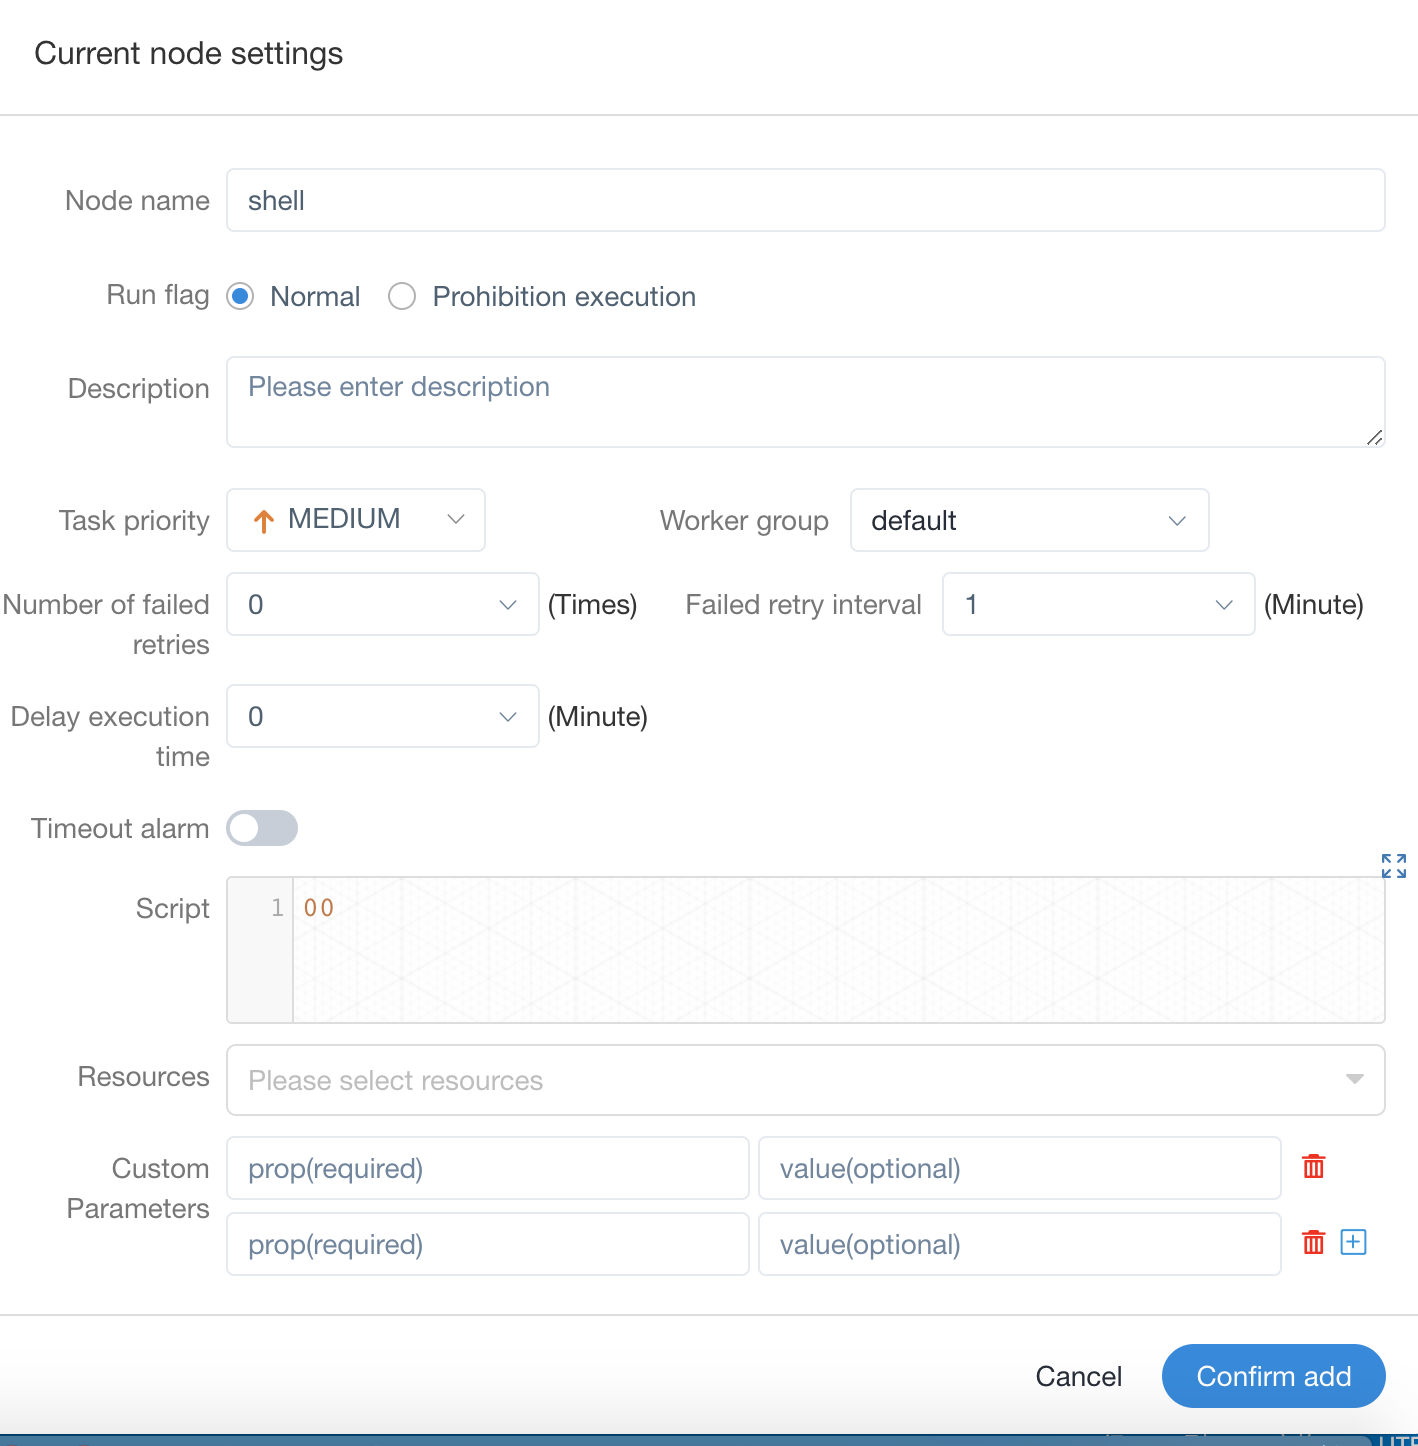 Current node settings
Node name shell
Run flag Normal Prohibition execution
Description Please enter description
Task priority MEDIUM Worker group default
Number of failed retries 0 (Times) Failed retry interval 1 (Minute)
Delay execution time 0 (Minute)
Timeout alarm
Script 1 00
Resources Please select resources
Custom Parameters prop(required) value(optional)
prop(required) value(optional)
Cancel Confirm add